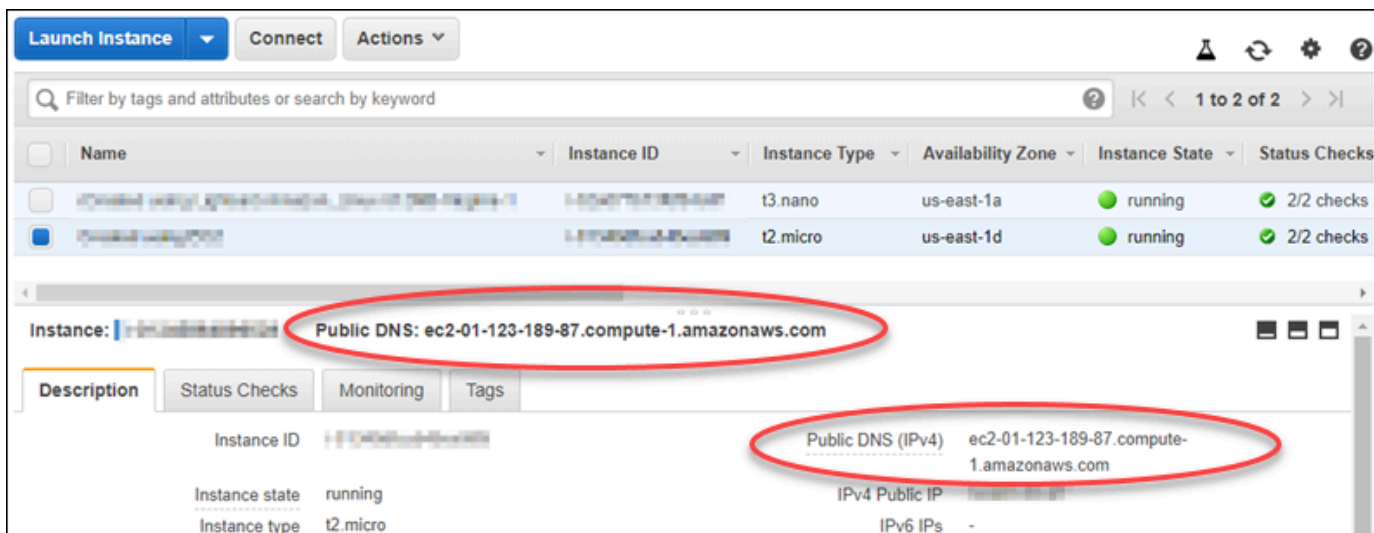 Launch Instance Connect Actions
Filter by tags and attributes or search by keyword 1 to 2 of 2
Name Instance ID Instance Type Availability Zone Instance State Status Checks
t3.nano us-east-1a running 2/2 checks
t2.micro us-east-1d running 2/2 checks
Instance: Public DNS: ec2-01-123-189-87.compute-1.amazonaws.com
Description Status Checks Monitoring Tags
Instance ID Public DNS (IPv4) ec2-01-123-189-87.compute-
1.amazonaws.com
Instance state running IPv4 Public IP
Instance type t2.micro IPv6 IPs -